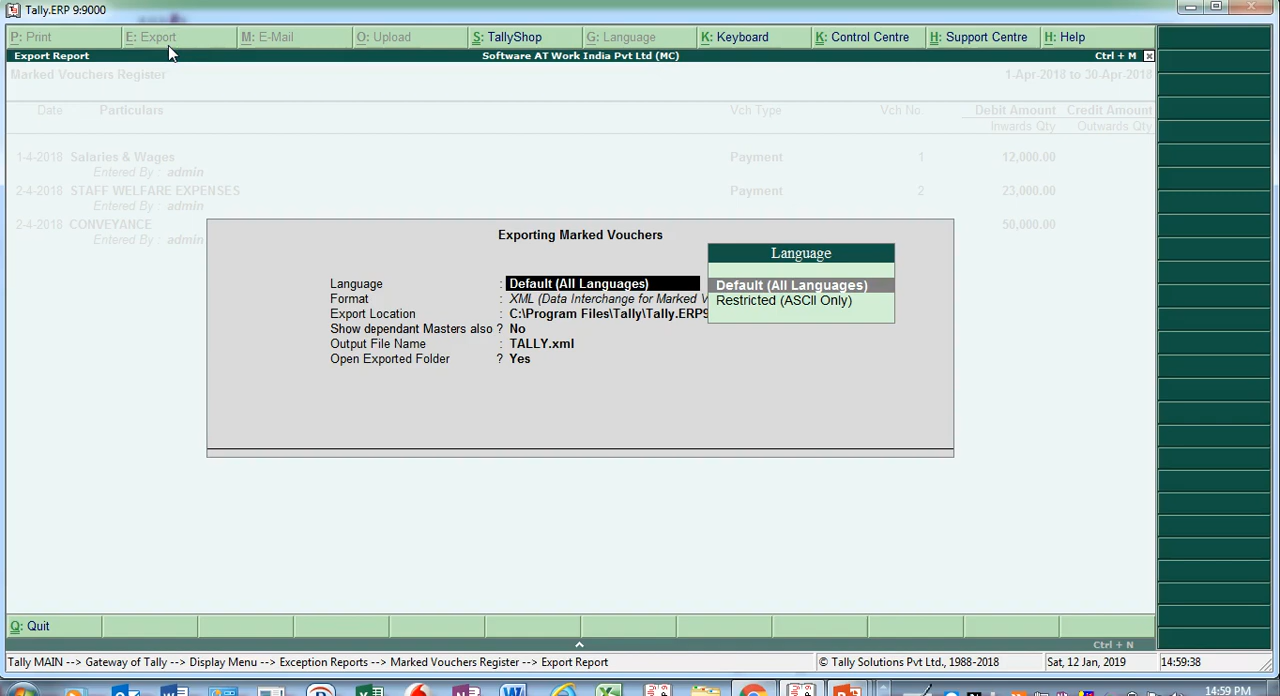 Tally.ERP 9:9000
P: Print E: Export M: E-Mail O: Upload S: TallyShop G: Language K: Keyboard K: Control Centre H: Support Centre H: Help
Export Report Software AT Work India Pvt Ltd (MC) Ctrl + M
Marked Vouchers Register 1-Apr-2018 to 30-Apr-2018
Date Particulars Vch Type Vch No Debit Amount Credit Amount
Inwards Qty Outwards Qty
1-4-2018 Salaries & Wages Payment 1 12,000.00
Entered By : admin
2-4-2018 STAFF WELFARE EXPENSES Payment 2 23,000.00
Entered By : admin
2-4-2018 CONVEYANCE 50,000.00
Entered By : admin
Exporting Marked Vouchers
Language
Language : Default (All Languages) Default (All Languages)
Format : XML (Data Interchange for Marked V Restricted (ASCII Only)
Export Location : C:\Program Files\Tally\Tally.ERP9
Show dependant Masters also ? No
Output File Name : TALLY.xml
Open Exported Folder ? Yes
Q: Quit
Ctrl + N
Tally MAIN --> Gateway of Tally --> Display Menu --> Exception Reports --> Marked Vouchers Register --> Export Report © Tally Solutions Pvt Ltd., 1988-2018 Sat, 12 Jan, 2019 14:59:38
14:59 PM